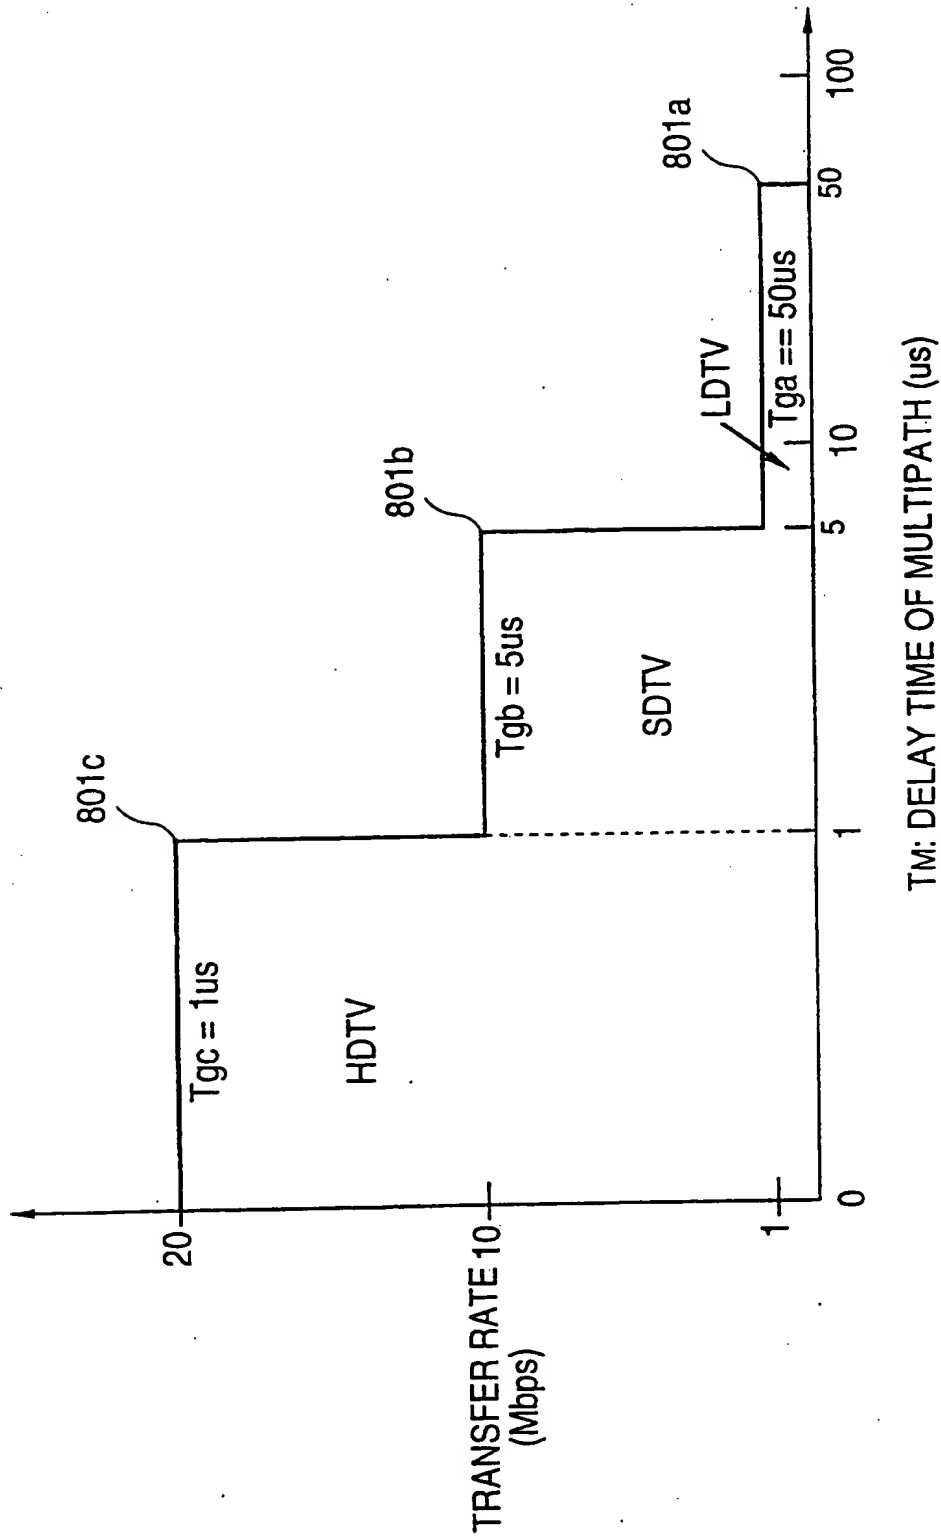 801c
20
Tgc = 1us
HDTV
801b
TRANSFER RATE
(Mbps)
10
Tgb = 5us
SDTV
801a
LDTV
1
Tga == 50us
0
1
5
10
50
100
TM: DELAY TIME OF MULTIPATH (us)